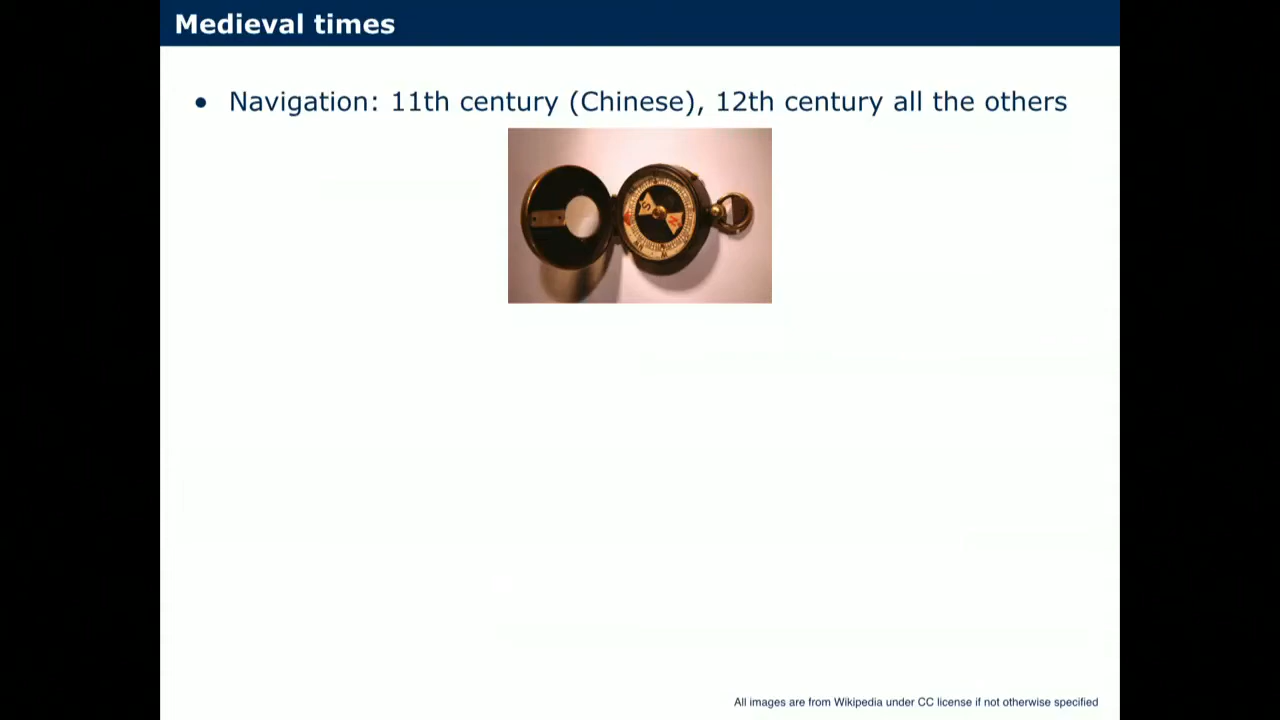 Medieval times
• Navigation: 11th century (Chinese), 12th century all the others
S
N
W
All images are from Wikipedia under CC license if not otherwise specified